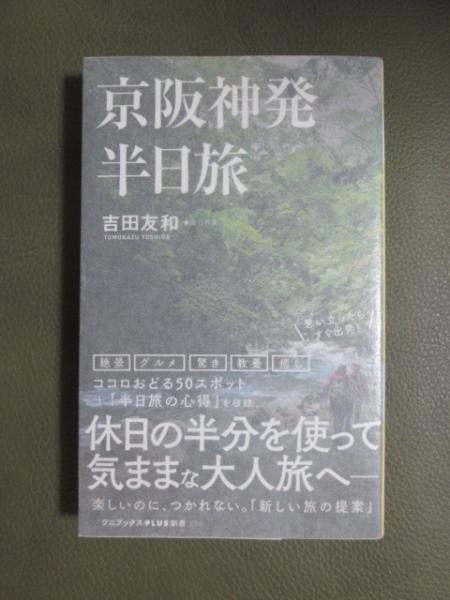 京阪神発
半日旅
吉田友和
TOMOKAZU YOSHIDA
思い立ったら
すぐ出発!
絶景 グルメ 驚き 教養 癒し
ココロおどる50スポット
+「半日旅の心得」を収録
休日の半分を使って
気ままな大人旅へ―
楽しいのに、つかれない。「新しい旅の提案」
ワニブックスPLUS新書